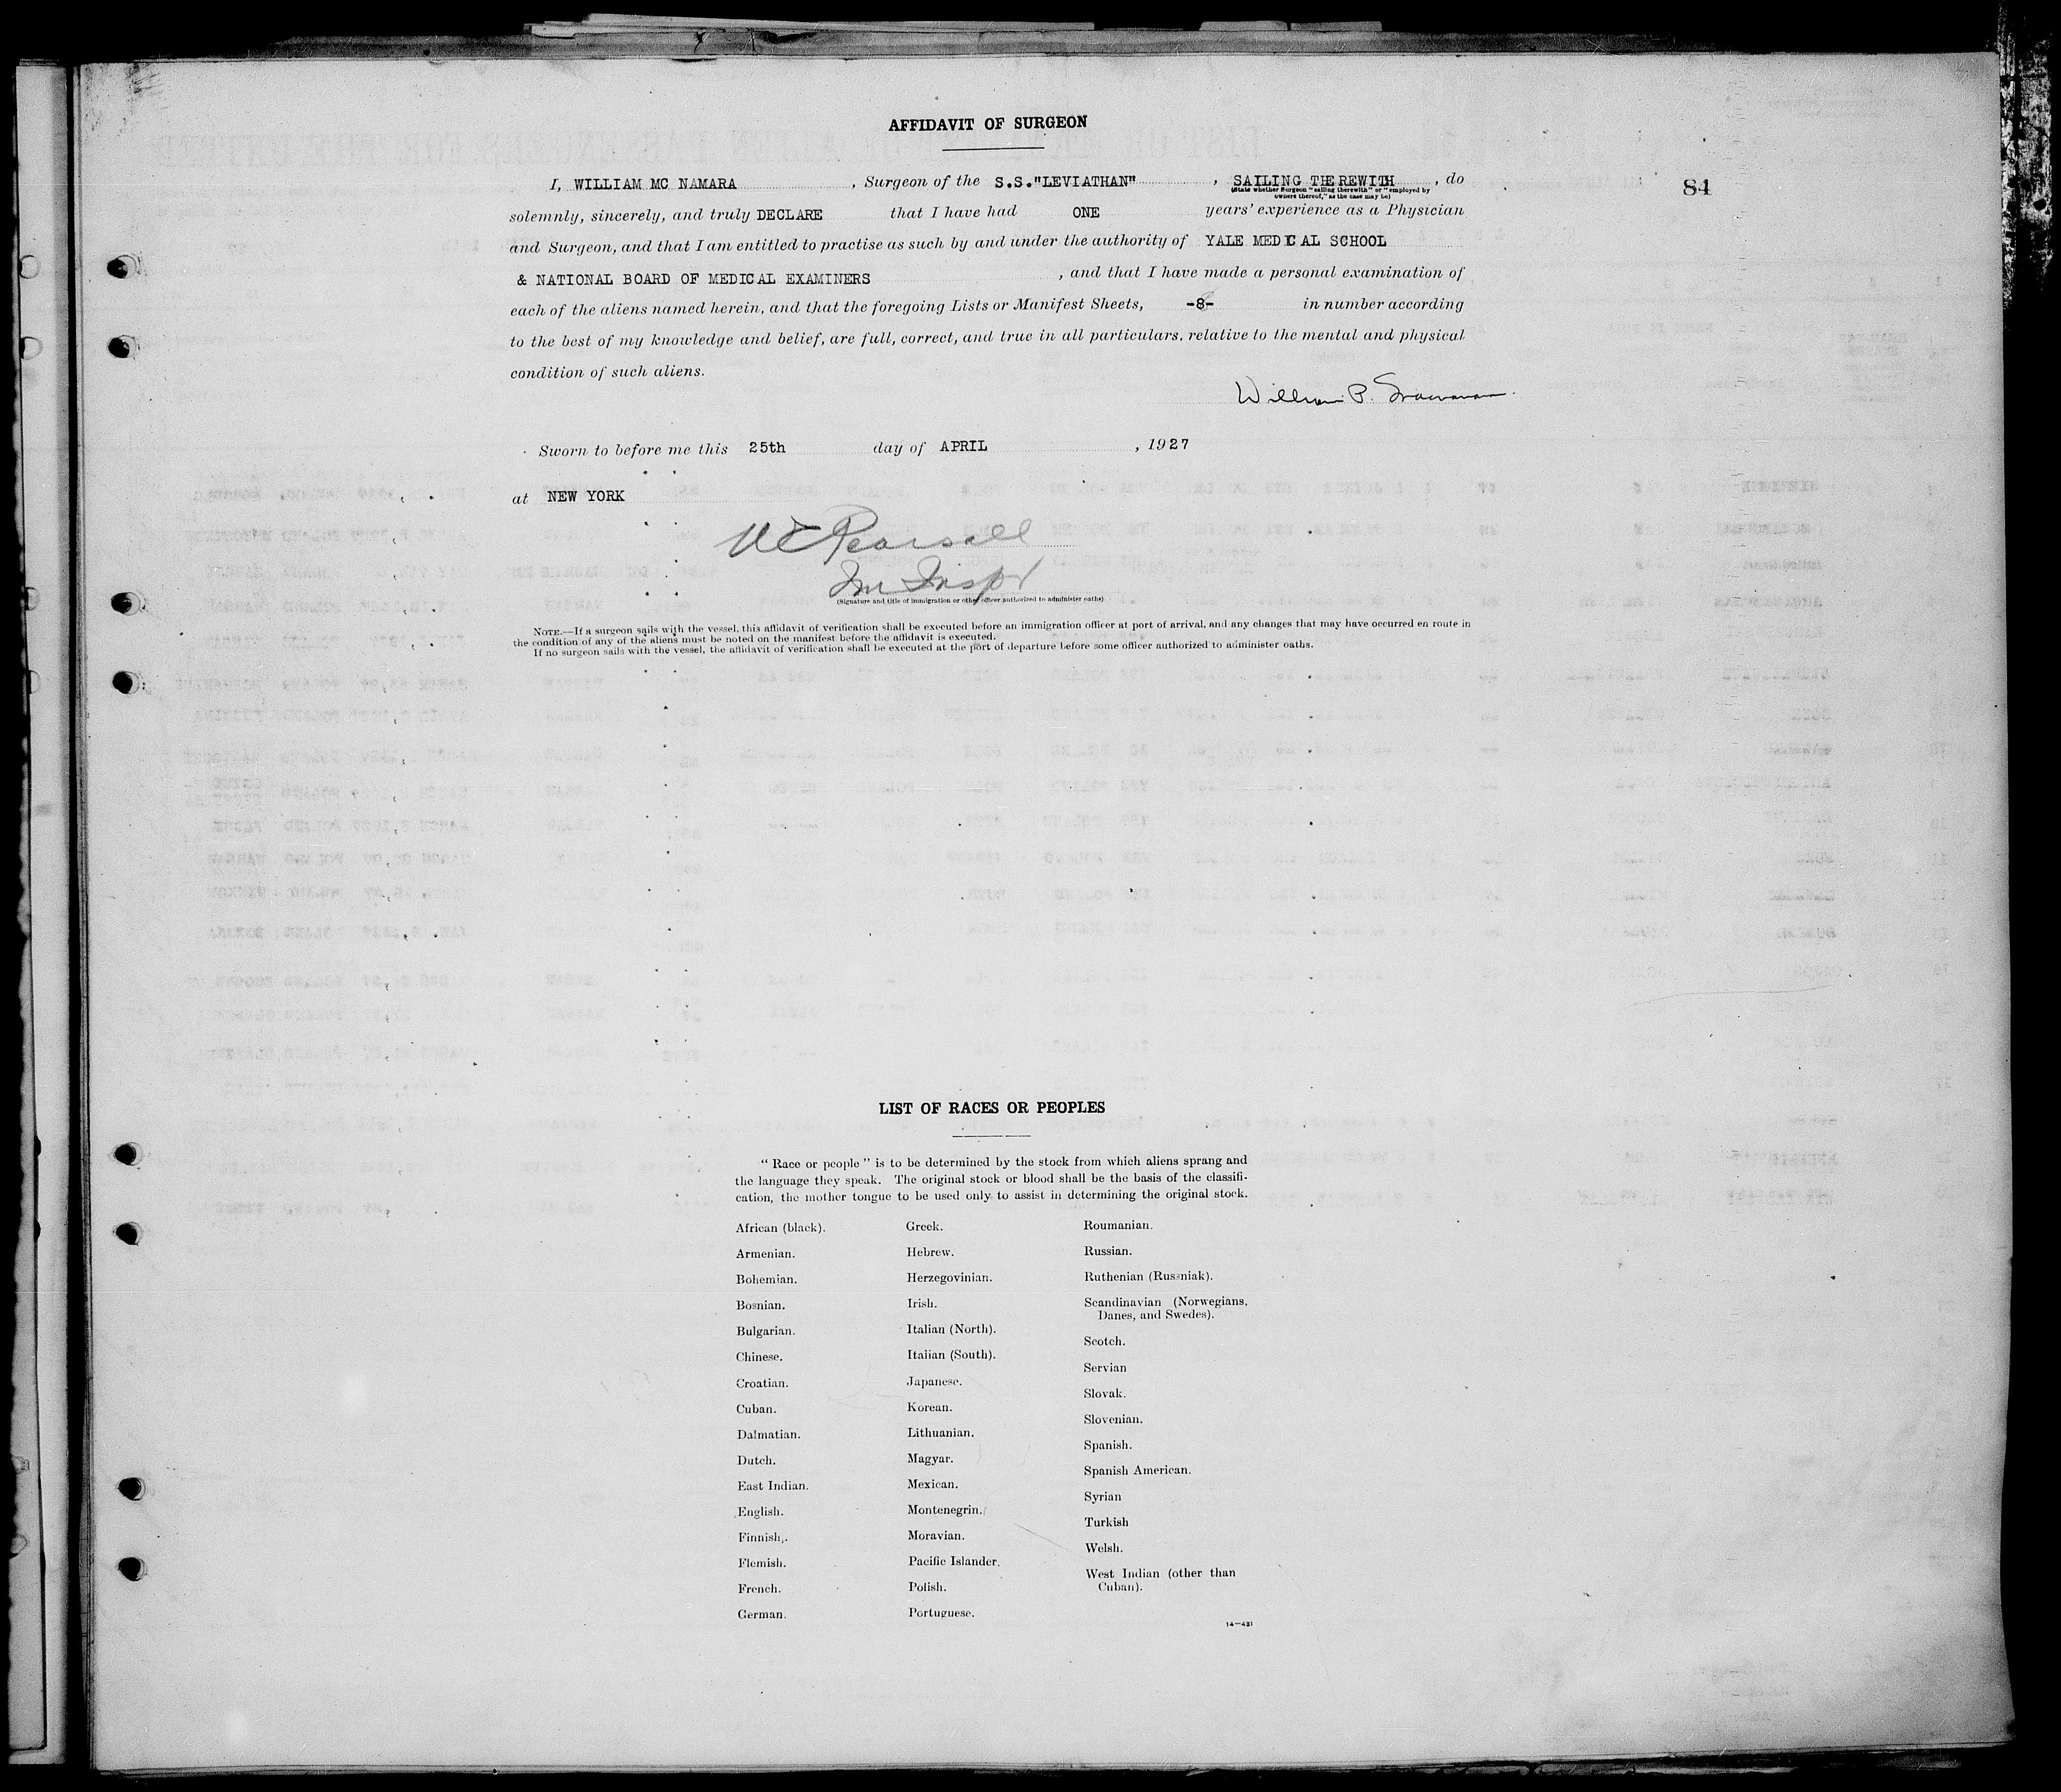 AFFIDAVIT OF SURGEON
84
I, WILLIAM MC NAMARA , Surgeon of the S.S."LEVIATHAN" , SAILING THEREWITH , do
(State whether Surgeon "sailing therewith" or "employed by
owners thereof," as the case may be)
solemnly, sincerely, and truly DECLARE that I have had ONE years' experience as a Physician
and Surgeon, and that I am entitled to practise as such by and under the authority of YALE MEDICAL SCHOOL
& NATIONAL BOARD OF MEDICAL EXAMINERS , and that I have made a personal examination of
each of the aliens named herein, and that the foregoing Lists or Manifest Sheets, -8- in number according
to the best of my knowledge and belief, are full, correct, and true in all particulars, relative to the mental and physical
condition of such aliens.
William P.
Sworn to before me this 25th day of APRIL , 1927
at NEW YORK
Pearsall
Im Inspr
(Signature and title of immigration or other officer authorized to administer oaths)
NOTE.—If a surgeon sails with the vessel, this affidavit of verification shall be executed before an immigration officer at port of arrival, and any changes that may have occurred en route in
the condition of any of the aliens must be noted on the manifest before the affidavit is executed.
If no surgeon sails with the vessel, the affidavit of verification shall be executed at the port of departure before some officer authorized to administer oaths.
LIST OF RACES OR PEOPLES
"Race or people" is to be determined by the stock from which aliens sprang and
the language they speak. The original stock or blood shall be the basis of the classifi-
cation, the mother tongue to be used only to assist in determining the original stock.
African (black).
Armenian.
Bohemian.
Bosnian.
Bulgarian.
Chinese.
Croatian.
Cuban.
Dalmatian.
Dutch.
East Indian.
English.
Finnish.
Flemish.
French.
German.
Greek.
Hebrew.
Herzegovinian.
Irish.
Italian (North).
Italian (South).
Japanese.
Korean.
Lithuanian.
Magyar.
Mexican.
Montenegrin.
Moravian.
Pacific Islander.
Polish.
Portuguese.
Roumanian.
Russian.
Ruthenian (Russniak).
Scandinavian (Norwegians,
Danes, and Swedes).
Scotch.
Servian
Slovak.
Slovenian.
Spanish.
Spanish American.
Syrian
Turkish
Welsh.
West Indian (other than
Cuban).
14—431